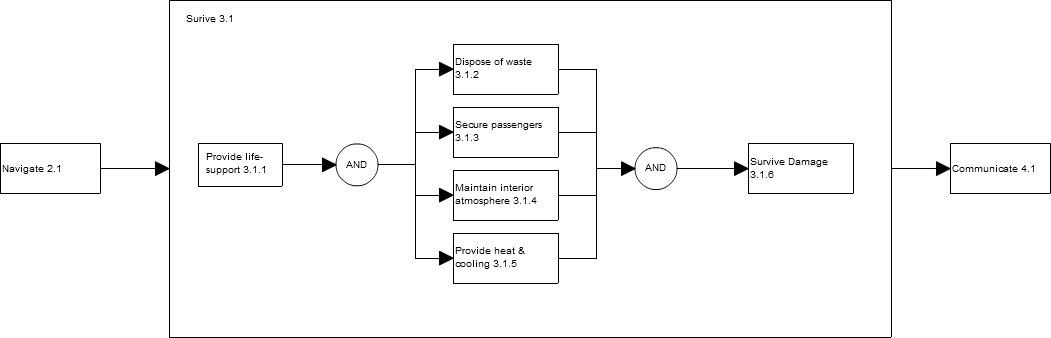 Surive 3.1
Navigate 2.1
Provide life-
support 3.1.1
AND
Dispose of waste
3.1.2
Secure passengers
3.1.3
Maintain interior
atmosphere 3.1.4
Provide heat &
cooling 3.1.5
AND
Survive Damage
3.1.6
Communicate 4.1